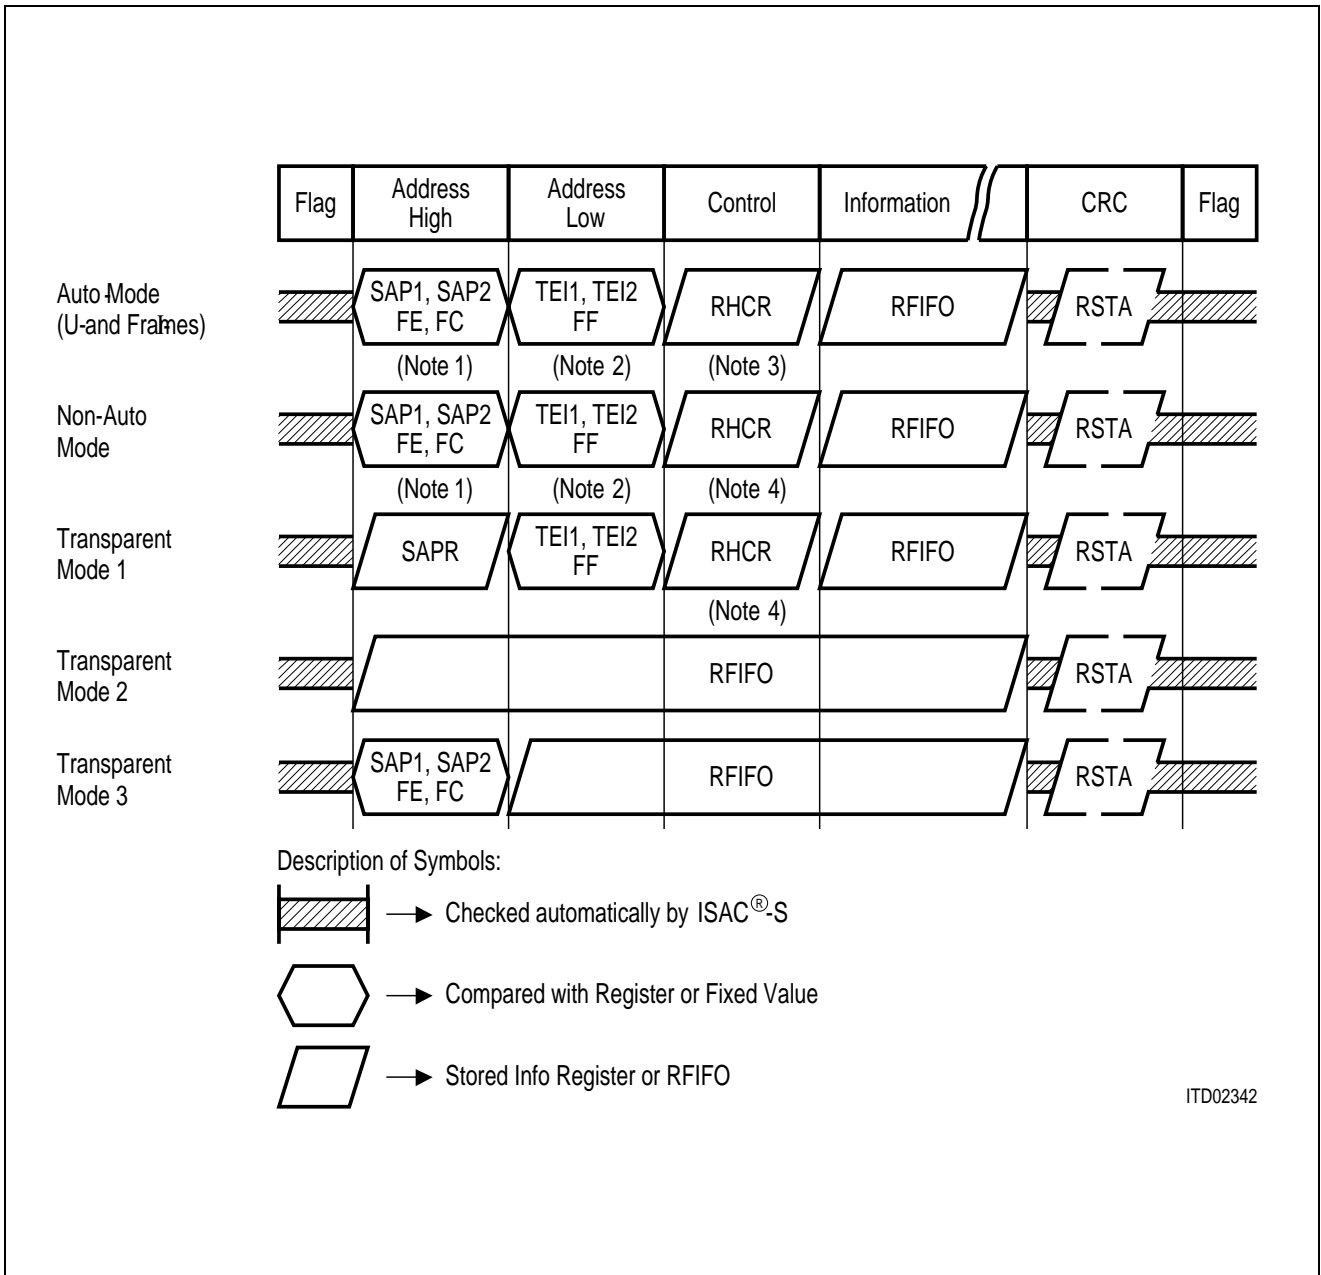 Flag Address High Address Low Control Information CRC Flag
Auto-Mode
(U-and I-Frames)
SAP1, SAP2 TEI1, TEI2 RHCR RFIFO RSTA
FE, FC FF
(Note 1) (Note 2) (Note 3)
Non-Auto
Mode
SAP1, SAP2 TEI1, TEI2 RHCR RFIFO RSTA
FE, FC FF
(Note 1) (Note 2) (Note 4)
Transparent
Mode 1
SAPR TEI1, TEI2 RHCR RFIFO RSTA
FF
(Note 4)
Transparent
Mode 2
RFIFO RSTA
Transparent
Mode 3
SAP1, SAP2 RFIFO RSTA
FE, FC
Description of Symbols:
Checked automatically by ISAC®-S
Compared with Register or Fixed Value
Stored Info Register or RFIFO
ITD02342